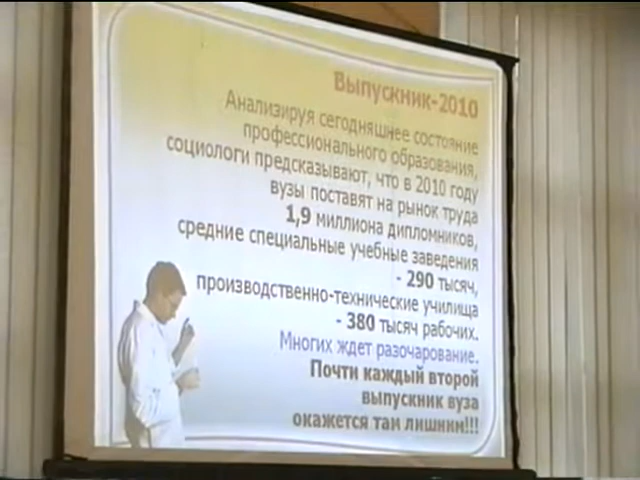 Выпускник-2010
Анализируя сегодняшнее состояние
профессионального образования,
социологи предсказывают, что в 2010 году
вузы поставят на рынок труда
1,9 миллиона дипломников,
средние специальные учебные заведения
- 290 тысяч,
производственно-технические училища
- 380 тысяч рабочих.
Многих ждет разочарование.
Почти каждый второй
выпускник вуза
окажется там лишним!!!